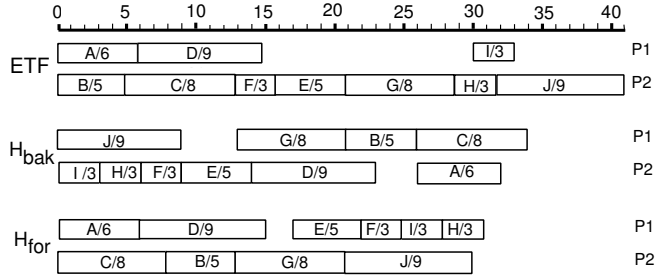 0 5 10 15 20 25 30 35 40
A/6 D/9 I/3 P1
ETF
B/5 C/8 F/3 E/5 G/8 H/3 J/9 P2
J/9 G/8 B/5 C/8 P1
Hbak
I/3 H/3 F/3 E/5 D/9 A/6 P2
A/6 D/9 E/5 F/3 I/3 H/3 P1
Hfor
C/8 B/5 G/8 J/9 P2